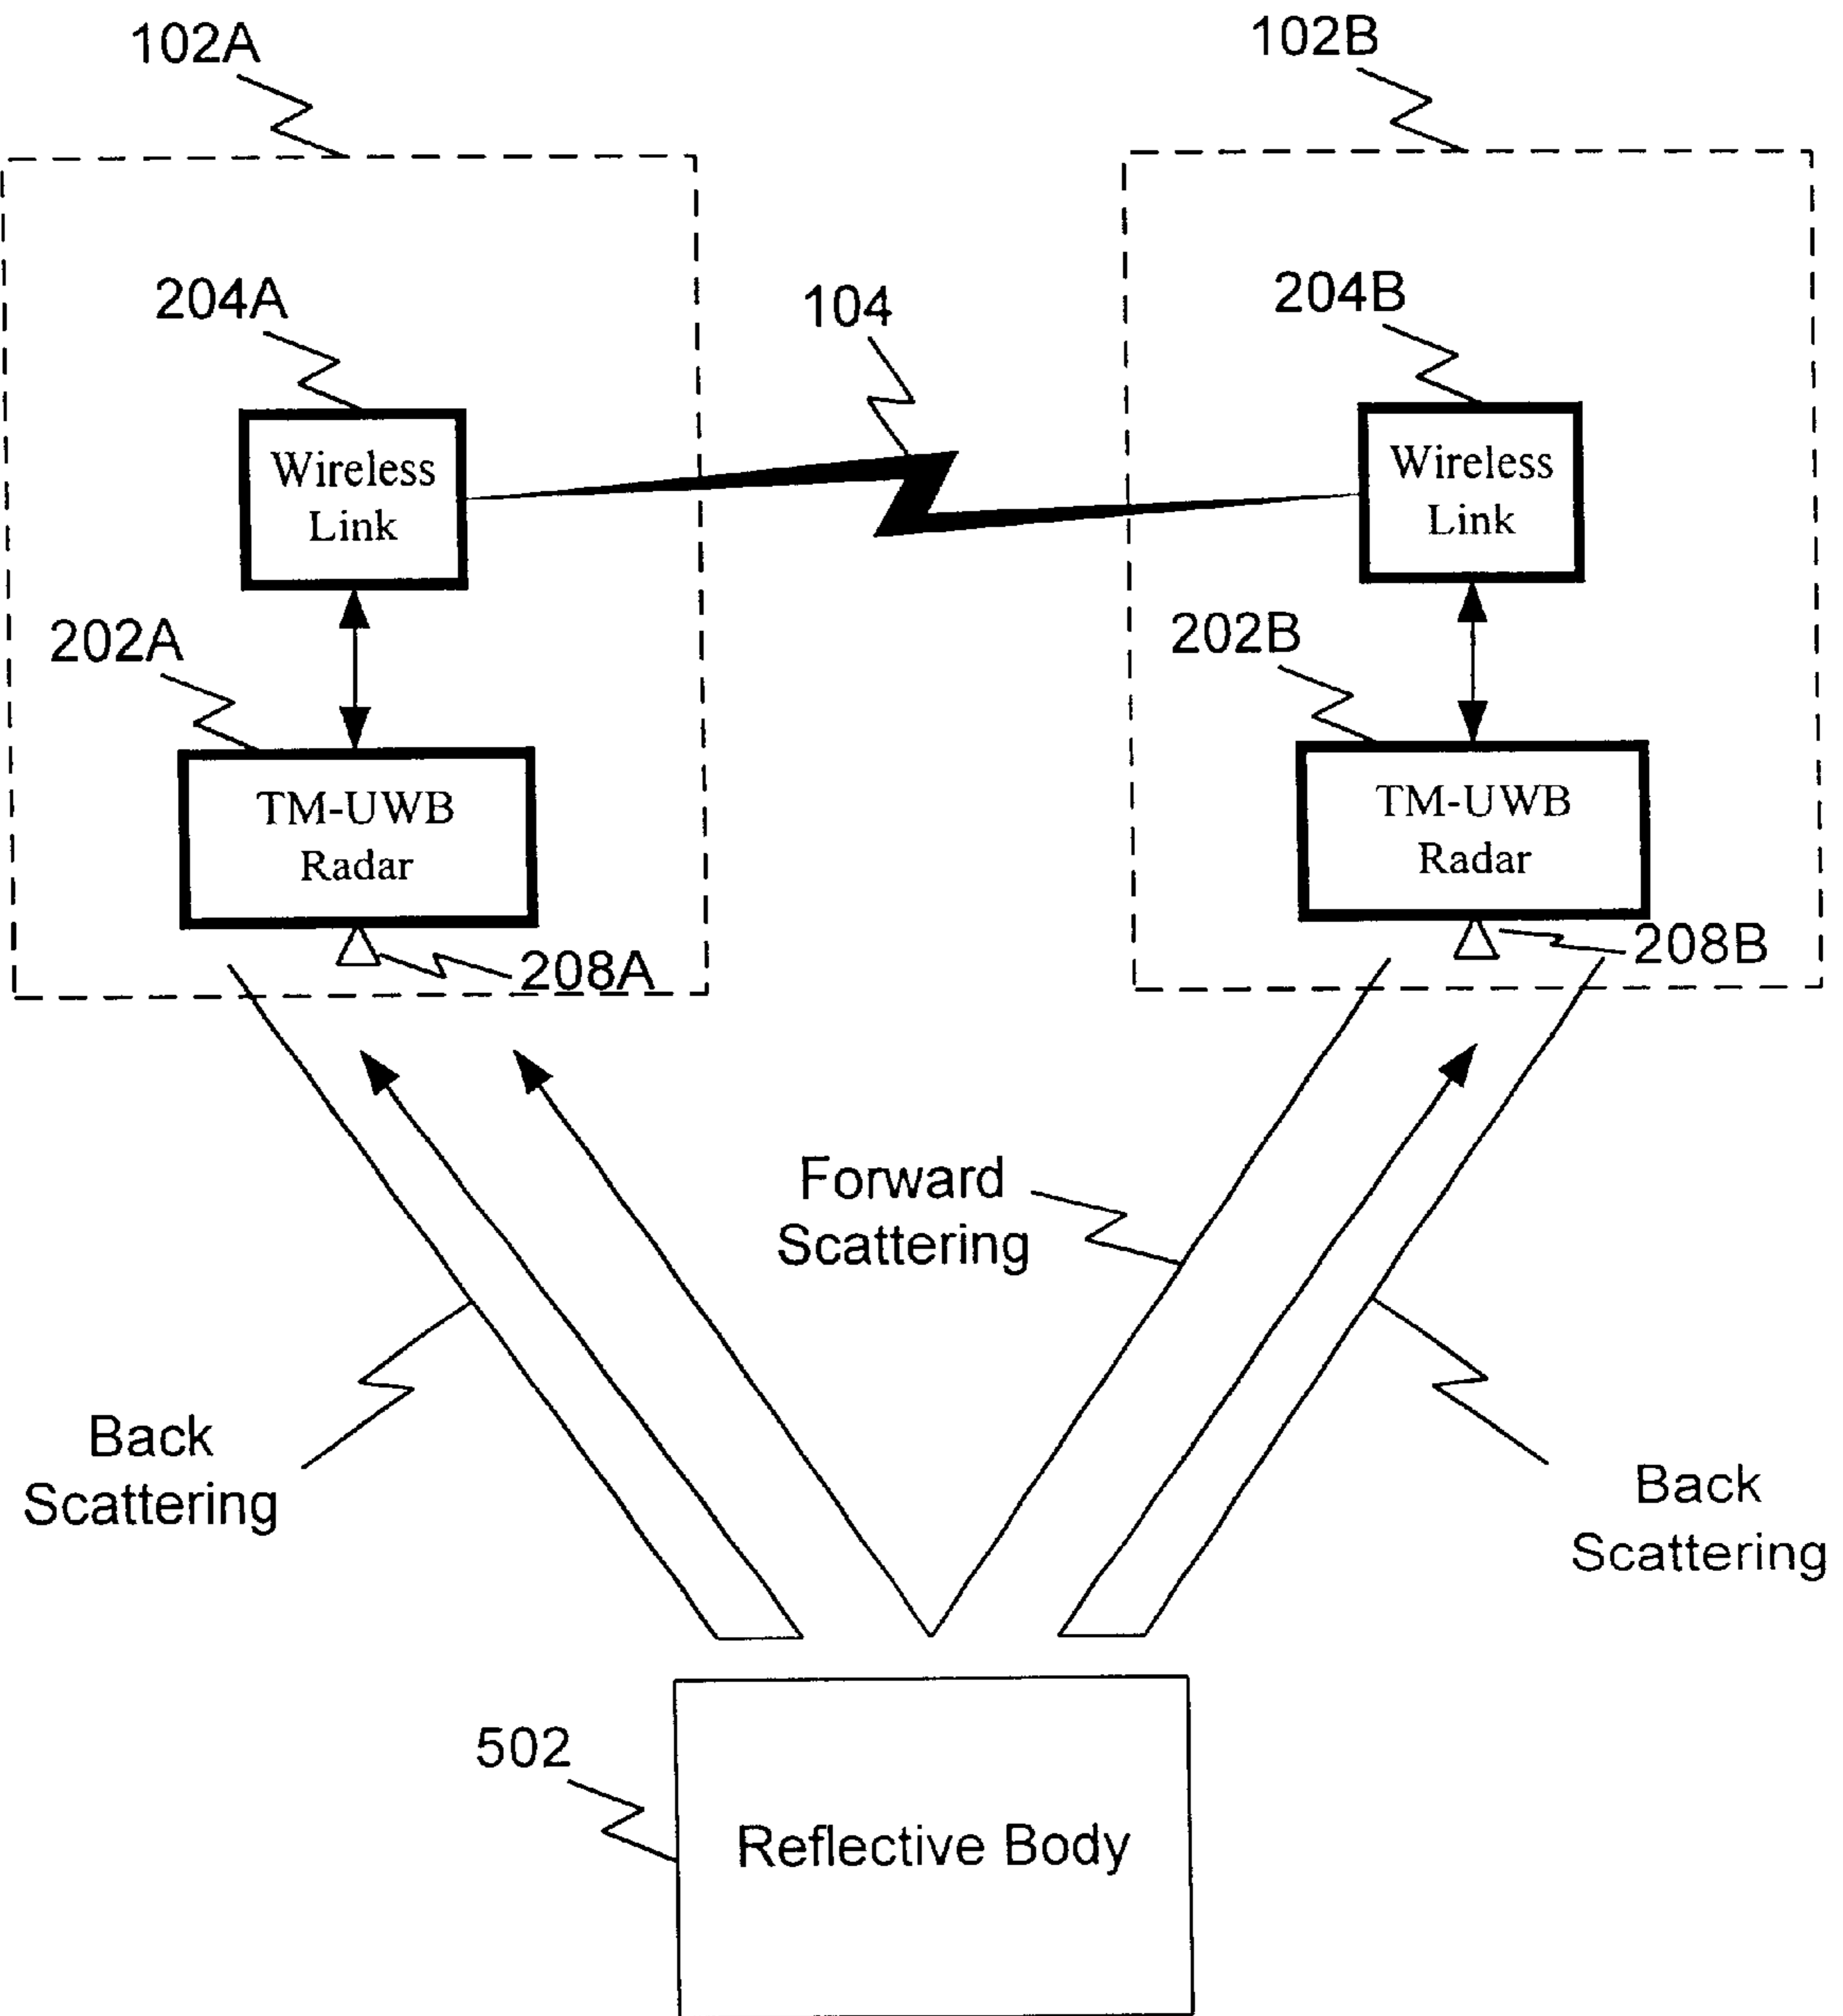 102A
102B
204A
104
204B
Wireless
Link
Wireless
Link
202A
202B
TM-UWB
Radar
TM-UWB
Radar
208A
208B
Forward
Scattering
Back
Scattering
Back
Scattering
502
Reflective Body